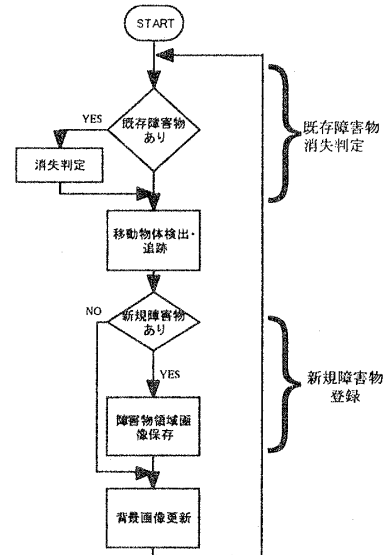 START
既存障害物
あり
YES
消失判定
既存障害物
消失判定
移動物体検出・
追跡
新規障害物
あり
NO
YES
障害物領域画
像保存
新規障害物
登録
背景画像更新